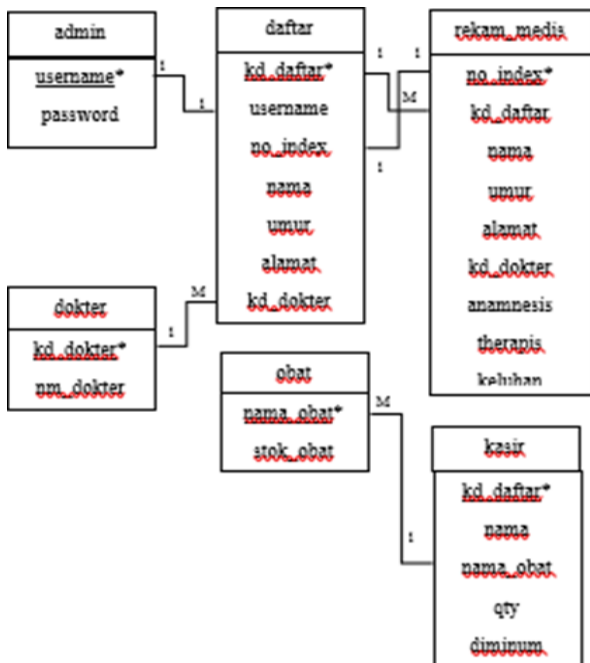 admin
username*
password
1
1
daftar
kd_daftar*
username
no_index
nama
umur
alamat
kd_dokter
1
1
M
1
rekam_medis
no_index*
kd_daftar
nama
umur
alamat
kd_dokter
anamnesis
therapis
keluhan
dokter
kd_dokter*
nm_dokter
M
1
obat
nama_obat*
stok_obat
M
1
kasir
kd_daftar*
nama
nama_obat
qty
diminum